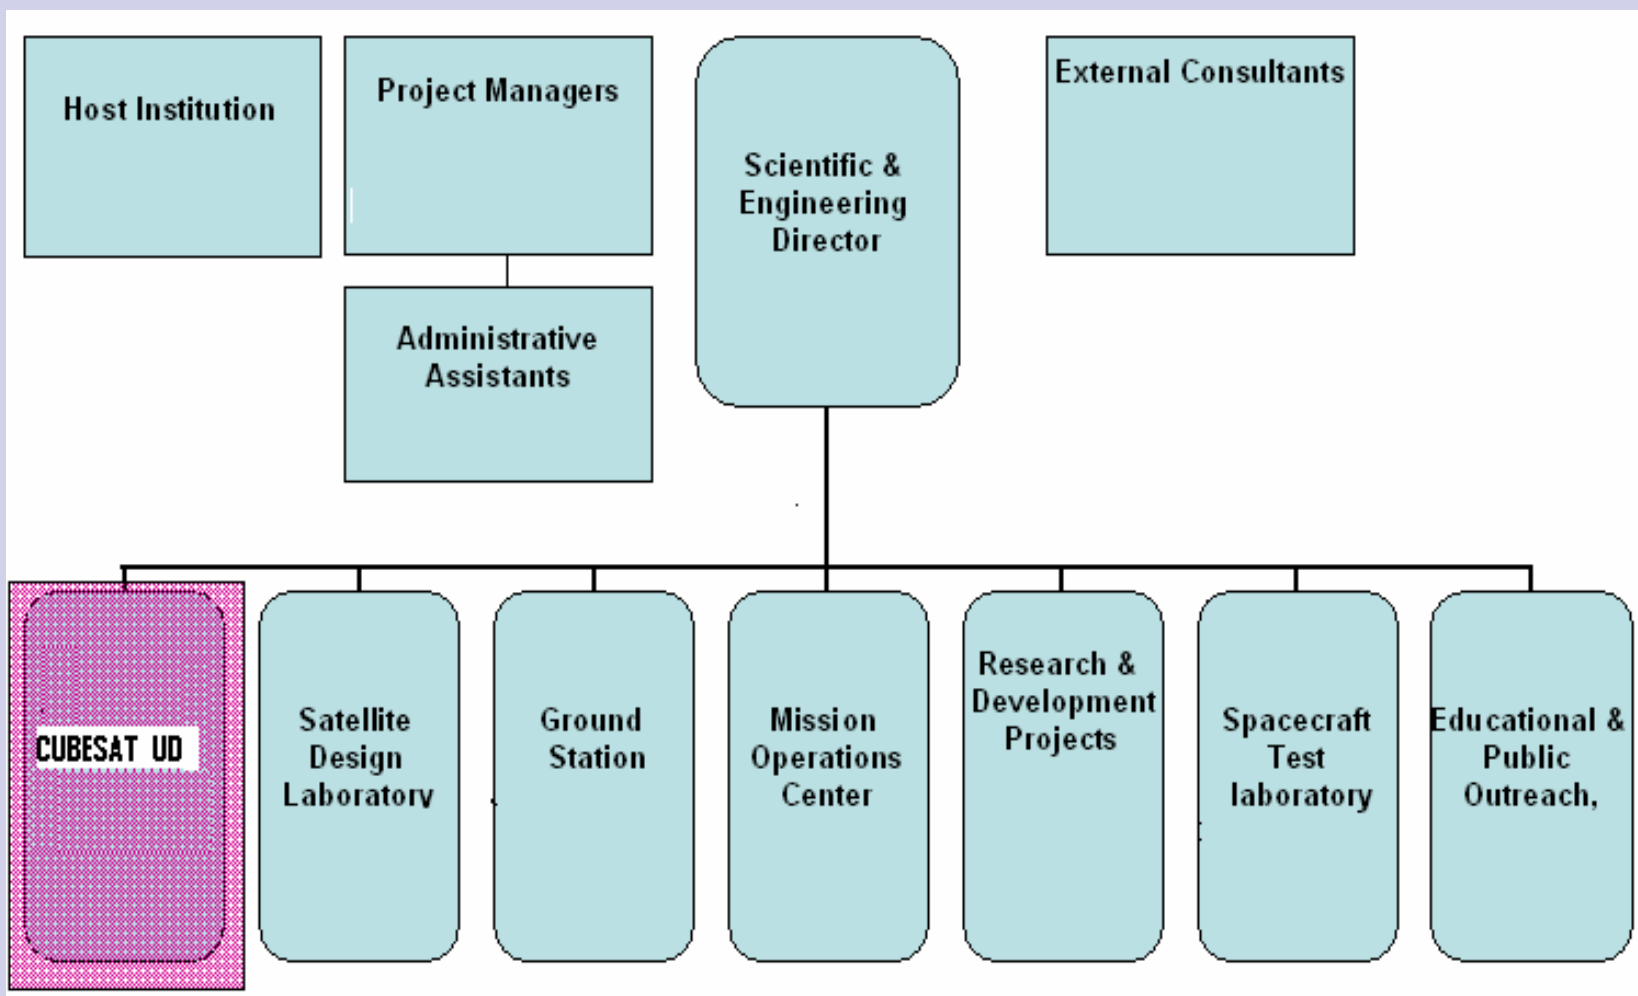 Host Institution
Project Managers
Scientific &
Engineering
Director
External Consultants
Administrative
Assistants
CUBESAT UD
Satellite
Design
Laboratory
Ground
Station
Mission
Operations
Center
Research &
Development
Projects
Spacecraft
Test
laboratory
Educational &
Public
Outreach,